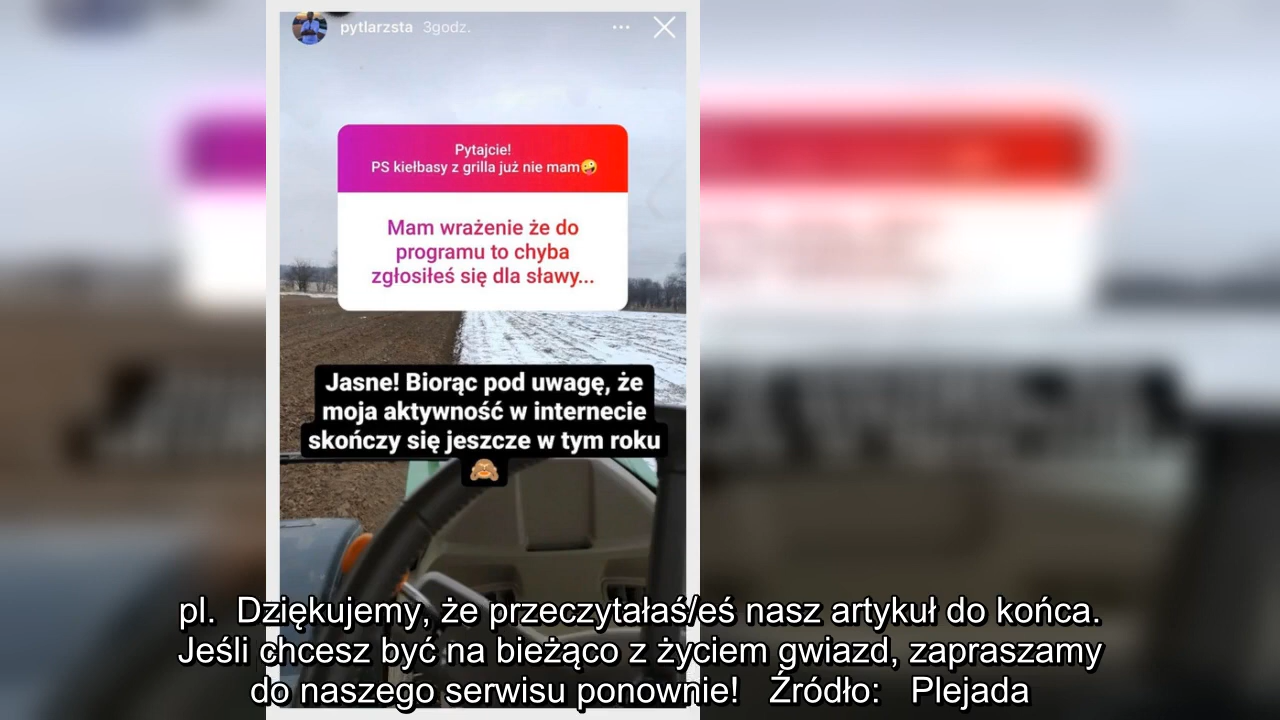 pytlarzsta 3godz.
Pytajcie!
PS kiełbasy z grilla już nie mam🤪
Mam wrażenie że do
programu to chyba
zgłosiłeś się dla sławy...
Jasne! Biorąc pod uwagę, że
moja aktywność w internecie
skończy się jeszcze w tym roku
🙈
pl. Dziękujemy, że przeczytałaś/eś nasz artykuł do końca.
Jeśli chcesz być na bieżąco z życiem gwiazd, zapraszamy
do naszego serwisu ponownie! Źródło: Plejada